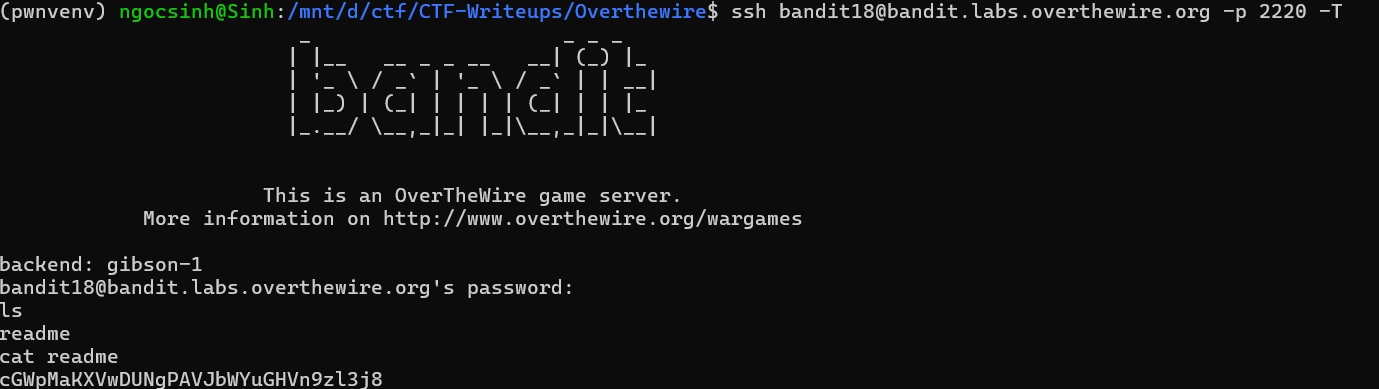 (pwnvenv) ngocsinh@Sinh:/mnt/d/ctf/CTF-Writeups/Overthewire$ ssh bandit18@bandit.labs.overthewire.org -p 2220 -T
bandit
This is an OverTheWire game server.
More information on http://www.overthewire.org/wargames
backend: gibson-1
bandit18@bandit.labs.overthewire.org's password:
ls
readme
cat readme
cGWpMaKXVwDUNgPAVJbWYuGHVn9zl3j8